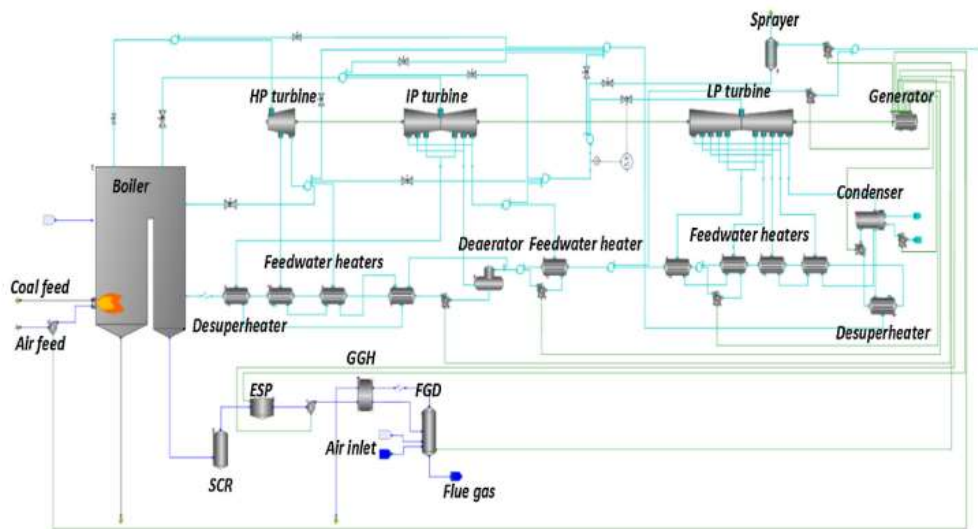 Sprayer
HP turbine
IP turbine
LP turbine
Generator
Boiler
Condenser
Deaerator
Feedwater heater
Feedwater heaters
Feedwater heaters
Coal feed
Desuperheater
Desuperheater
Air feed
GGH
ESP
FGD
Air inlet
SCR
Flue gas